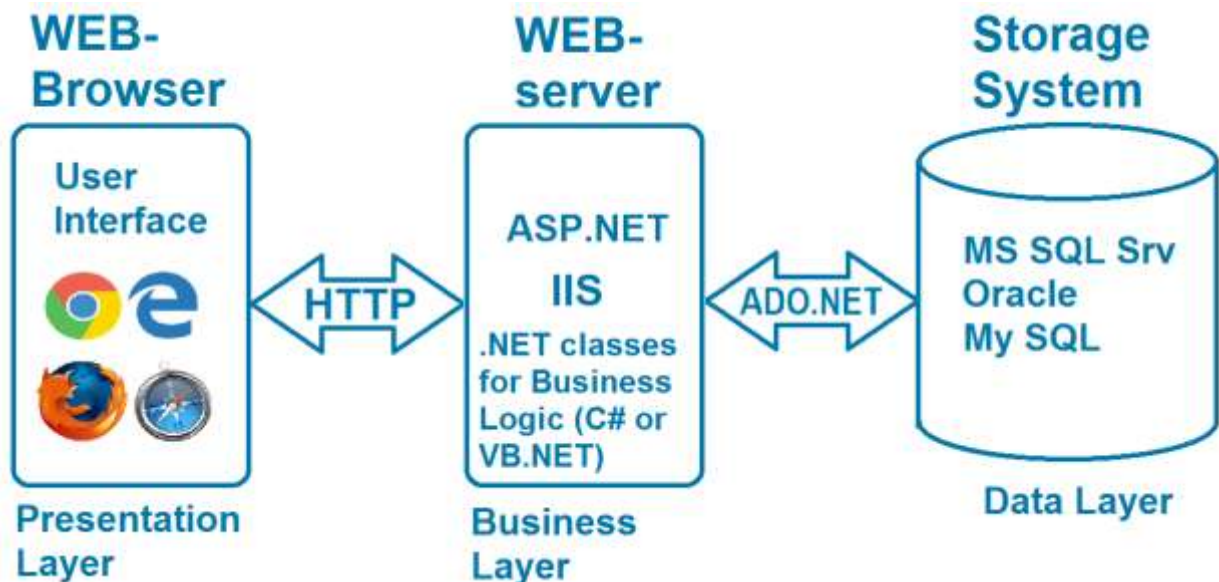 WEB-
Browser
User
Interface
Presentation
Layer
HTTP
WEB-
server
ASP.NET
IIS
.NET classes
for Business
Logic (C# or
VB.NET)
Business
Layer
ADO.NET
Storage
System
MS SQL Srv
Oracle
My SQL
Data Layer